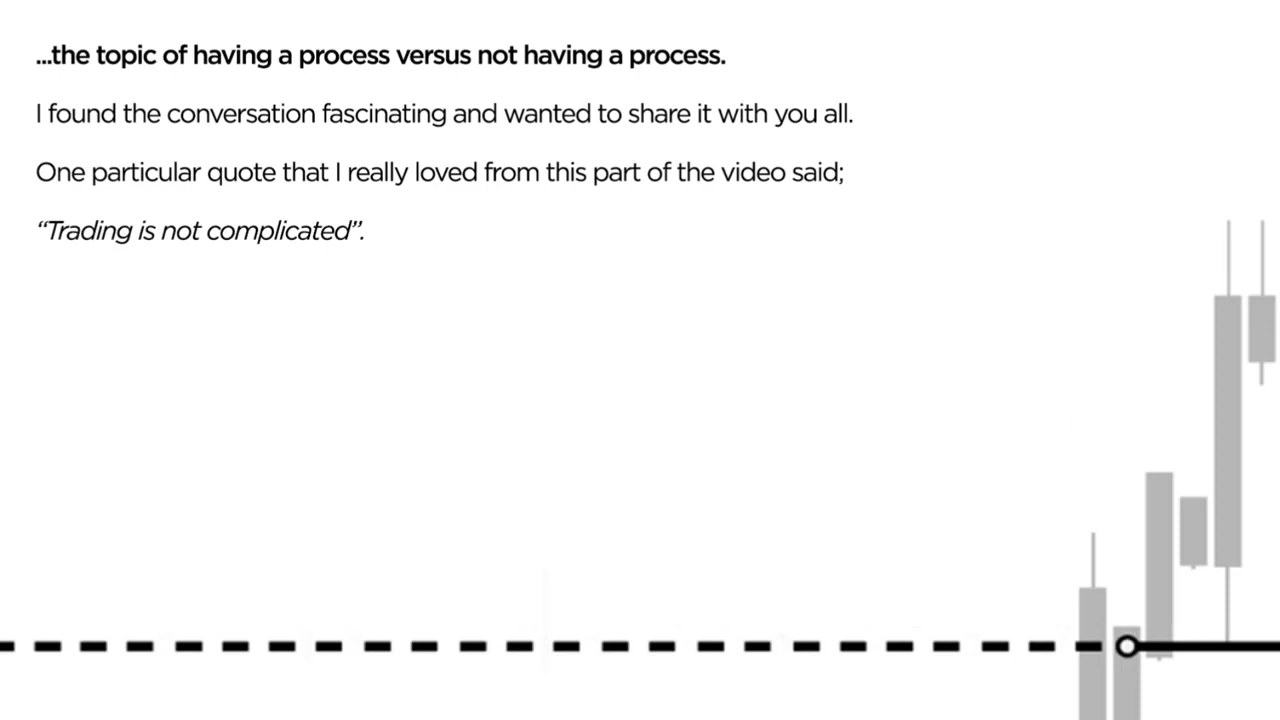 ...the topic of having a process versus not having a process.
I found the conversation fascinating and wanted to share it with you all.
One particular quote that I really loved from this part of the video said;
“Trading is not complicated”.